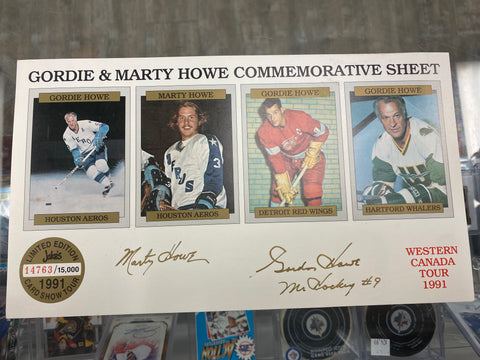 GORDIE & MARTY HOWE COMMEMORATIVE SHEET
GORDIE HOWE
MARTY HOWE
GORDIE HOWE
GORDIE HOWE
HOUSTON AEROS
HOUSTON AEROS
DETROIT RED WINGS
HARTFORD WHALERS
LIMITED EDITION
Jake's
14763/15,000
1991
CARD SHOW TOUR
Marty Howe
Gordie Howe
Mr Hockey #9
WESTERN
CANADA
TOUR
1991